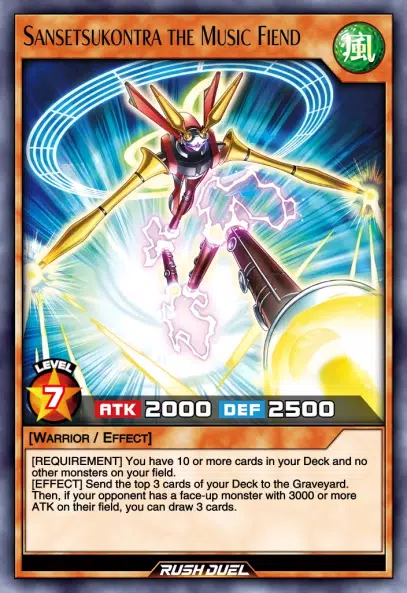 SANSETSUKONTRA THE MUSIC FIEND
風
LEVEL
7
ATK 2000 DEF 2500
[WARRIOR / EFFECT]
[REQUIREMENT] You have 10 or more cards in your Deck and no
other monsters on your field.
[EFFECT] Send the top 3 cards of your Deck to the Graveyard.
Then, if your opponent has a face-up monster with 3000 or more
ATK on their field, you can draw 3 cards.
RUSH DUEL